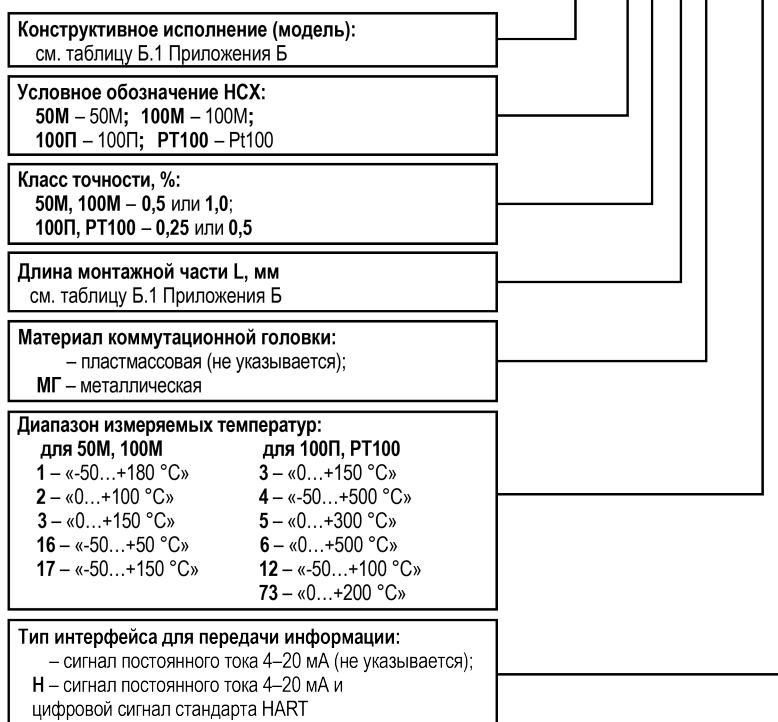 Конструктивное исполнение (модель):
см. таблицу Б.1 Приложения Б
Условное обозначение НСХ:
50М – 50М; 100М – 100М;
100П – 100П; РТ100 – Pt100
Класс точности, %:
50М, 100М – 0,5 или 1,0;
100П, РТ100 – 0,25 или 0,5
Длина монтажной части L, мм
см. таблицу Б.1 Приложения Б
Материал коммутационной головки:
– пластмассовая (не указывается);
МГ – металлическая
Диапазон измеряемых температур:
для 50М, 100М для 100П, РТ100
1 – «-50…+180 °С» 3 – «0…+150 °С»
2 – «0…+100 °С» 4 – «-50…+500 °С»
3 – «0…+150 °С» 5 – «0…+300 °С»
16 – «-50…+50 °С» 6 – «0…+500 °С»
17 – «-50…+150 °С» 12 – «-50…+100 °С»
73 – «0…+200 °С»
Тип интерфейса для передачи информации:
– сигнал постоянного тока 4–20 мА (не указывается);
H – сигнал постоянного тока 4–20 мА и
цифровой сигнал стандарта HART